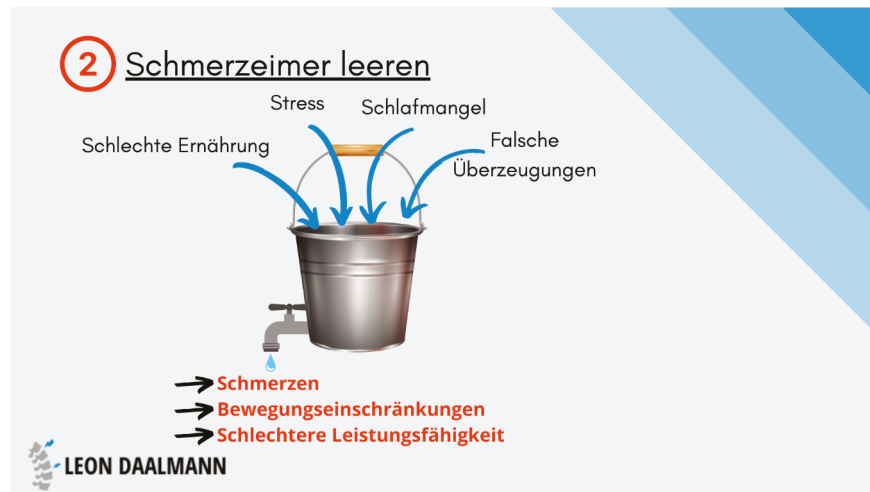 2 Schmerzeimer leeren
Stress
Schlafmangel
Schlechte Ernährung
Falsche
Überzeugungen
Schmerzen
Bewegungseinschränkungen
Schlechtere Leistungsfähigkeit
LEON DAALMANN